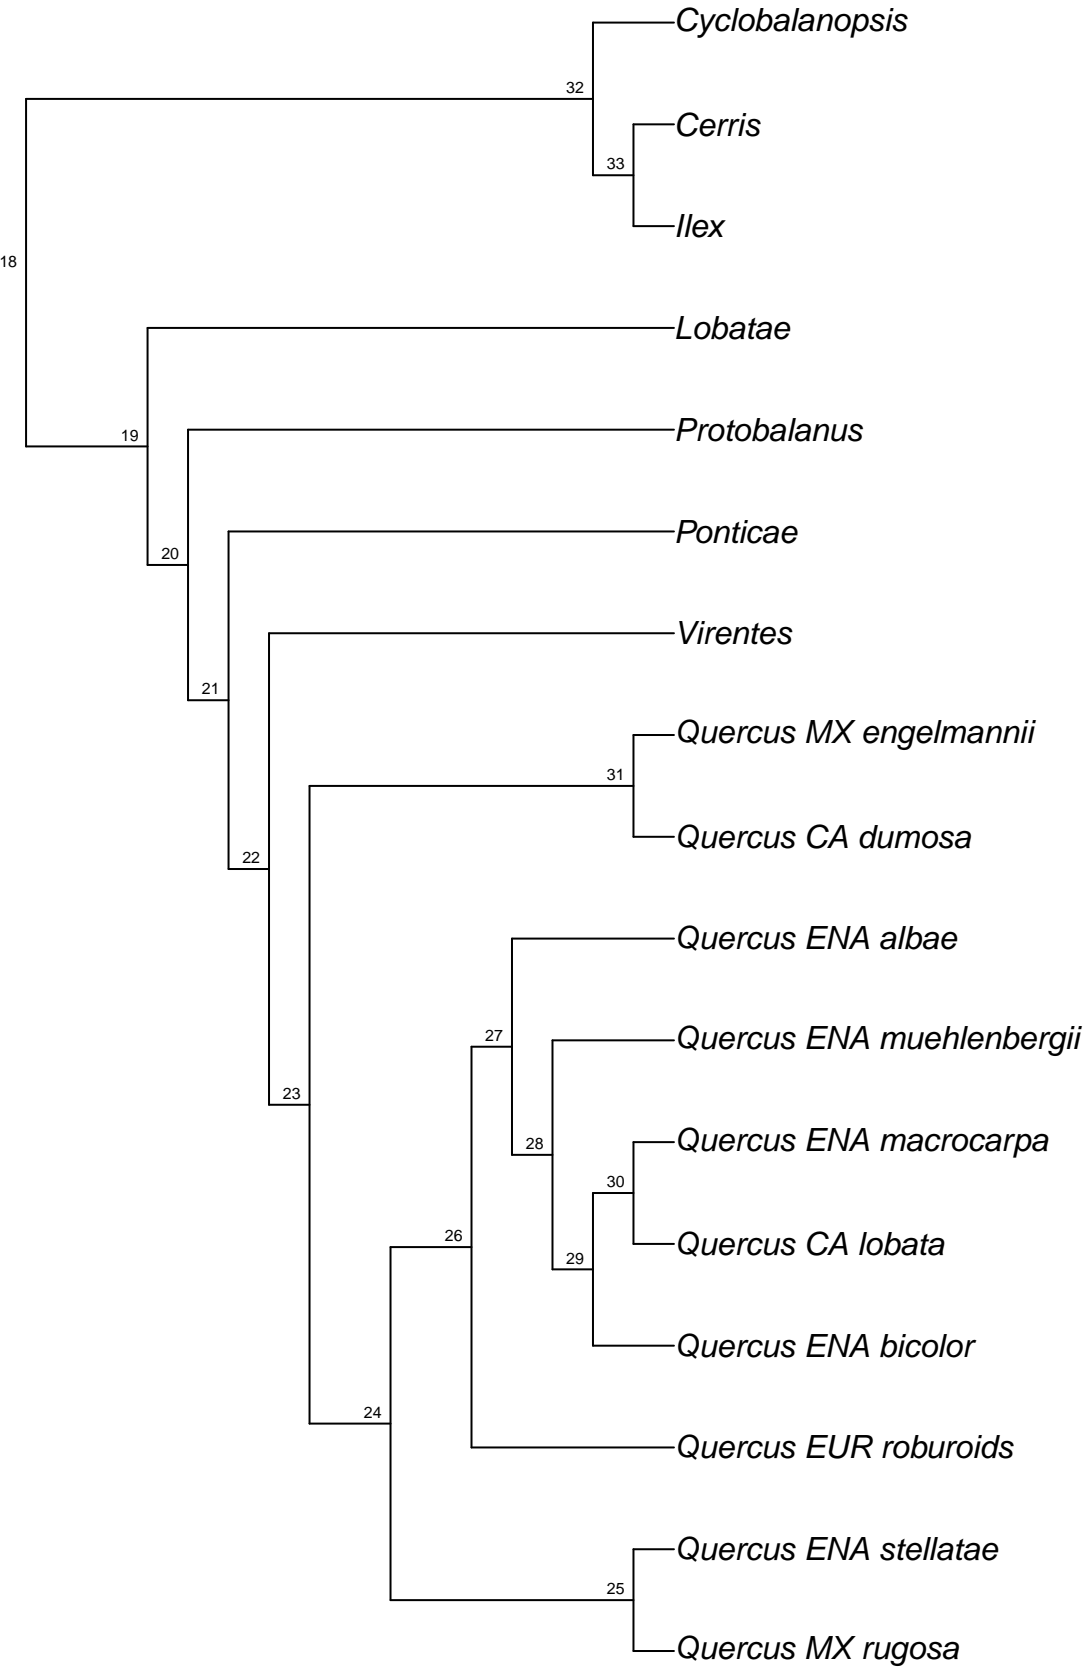 Cyclobalanopsis
32
Cerris
33
Ilex
18
Lobatae
Protobalanus
19
Ponticae
20
Virentes
21
Quercus MX engelmannii
31
Quercus CA dumosa
22
Quercus ENA albae
27
Quercus ENA muehlenbergii
23
Quercus ENA macrocarpa
28
30
Quercus CA lobata
26
29
Quercus ENA bicolor
24
Quercus EUR roburoids
Quercus ENA stellatae
25
Quercus MX rugosa